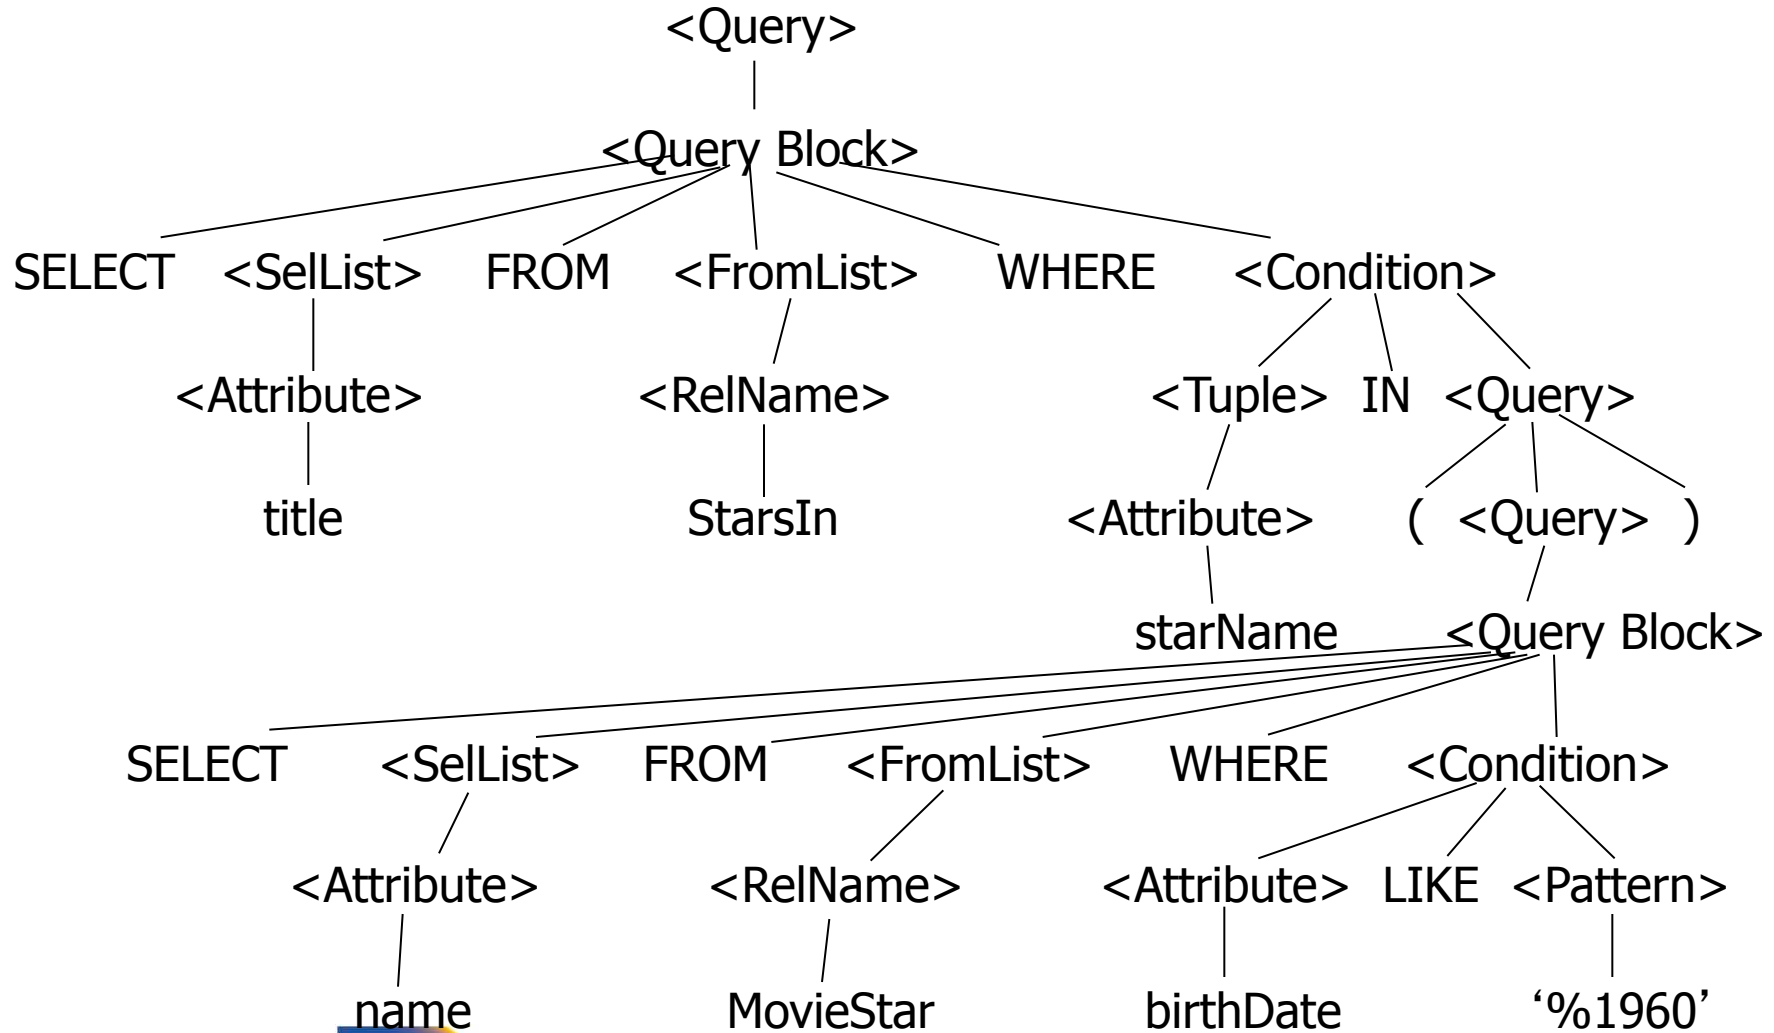 <Query>
<Query Block>
SELECT <SelList> FROM <FromList> WHERE <Condition>
<Attribute> <RelName> <Tuple> IN <Query>
title StarsIn <Attribute> ( <Query> )
starName <Query Block>
SELECT <SelList> FROM <FromList> WHERE <Condition>
<Attribute> <RelName> <Attribute> LIKE <Pattern>
name MovieStar birthDate ‘%1960’